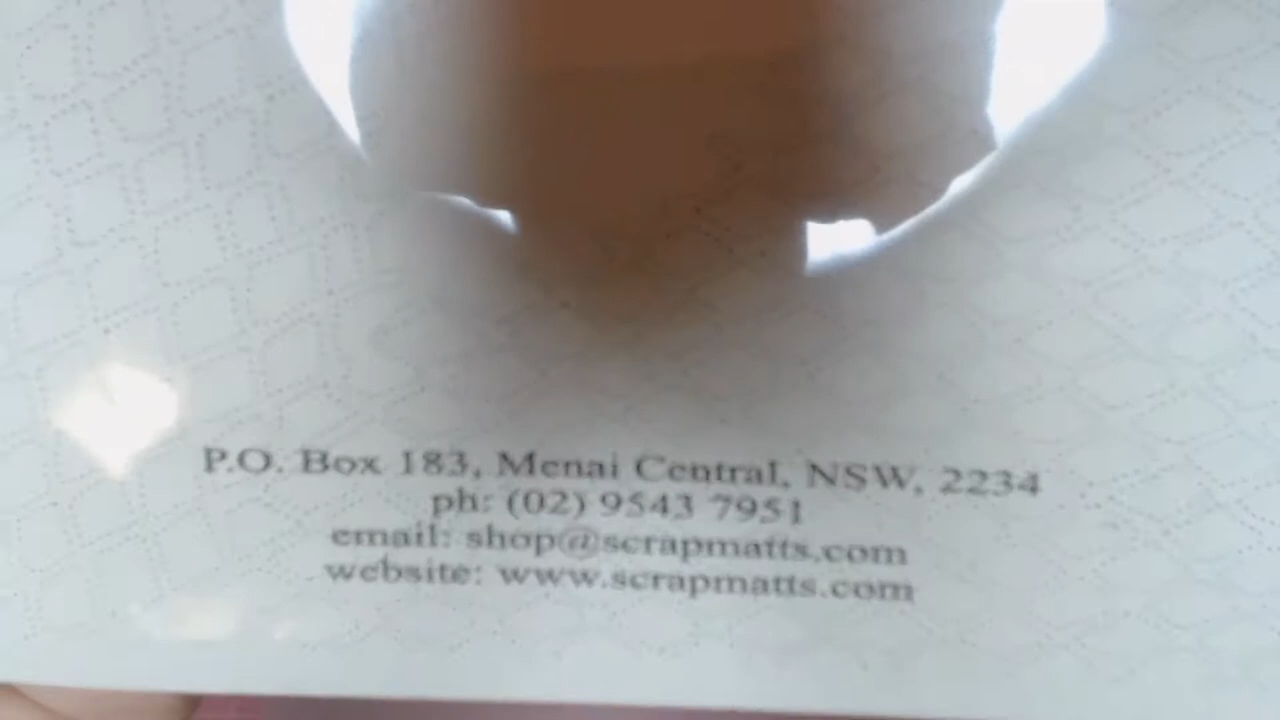 P.O. Box 183, Menai Central, NSW, 2234
ph: (02) 9543 7951
email: shop@scrapmatts.com
website: www.scrapmatts.com